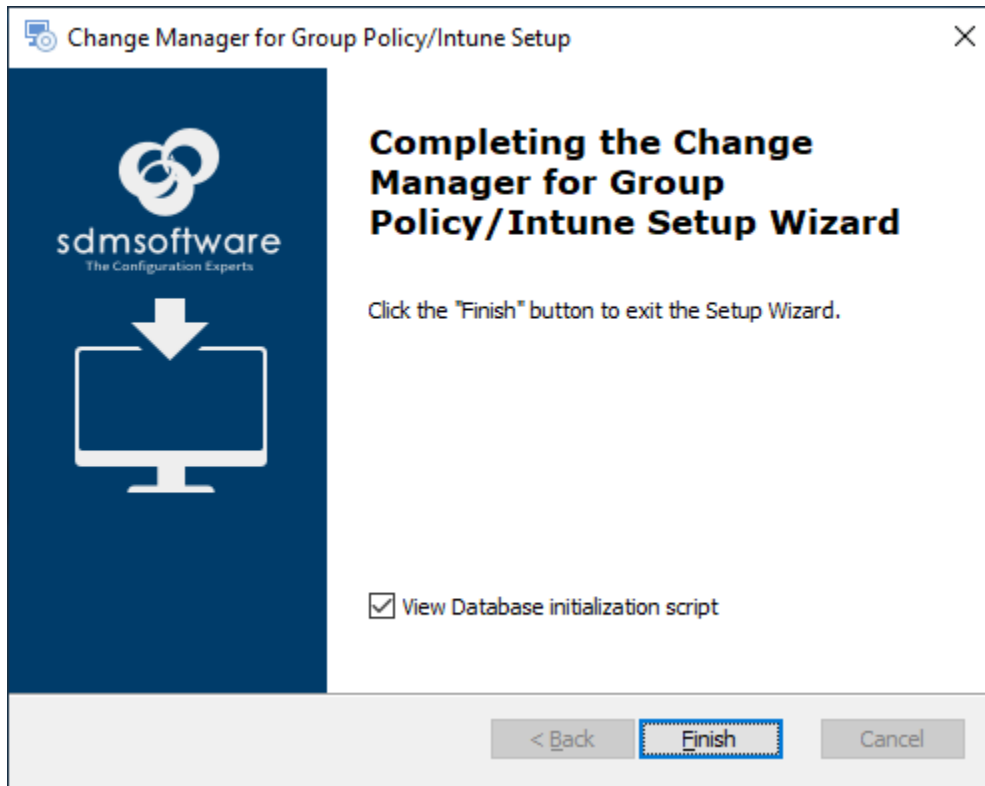 Change Manager for Group Policy/Intune Setup
sdmsoftware
The Configuration Experts
Completing the Change
Manager for Group
Policy/Intune Setup Wizard
Click the "Finish" button to exit the Setup Wizard.
View Database initialization script
< Back
Finish
Cancel